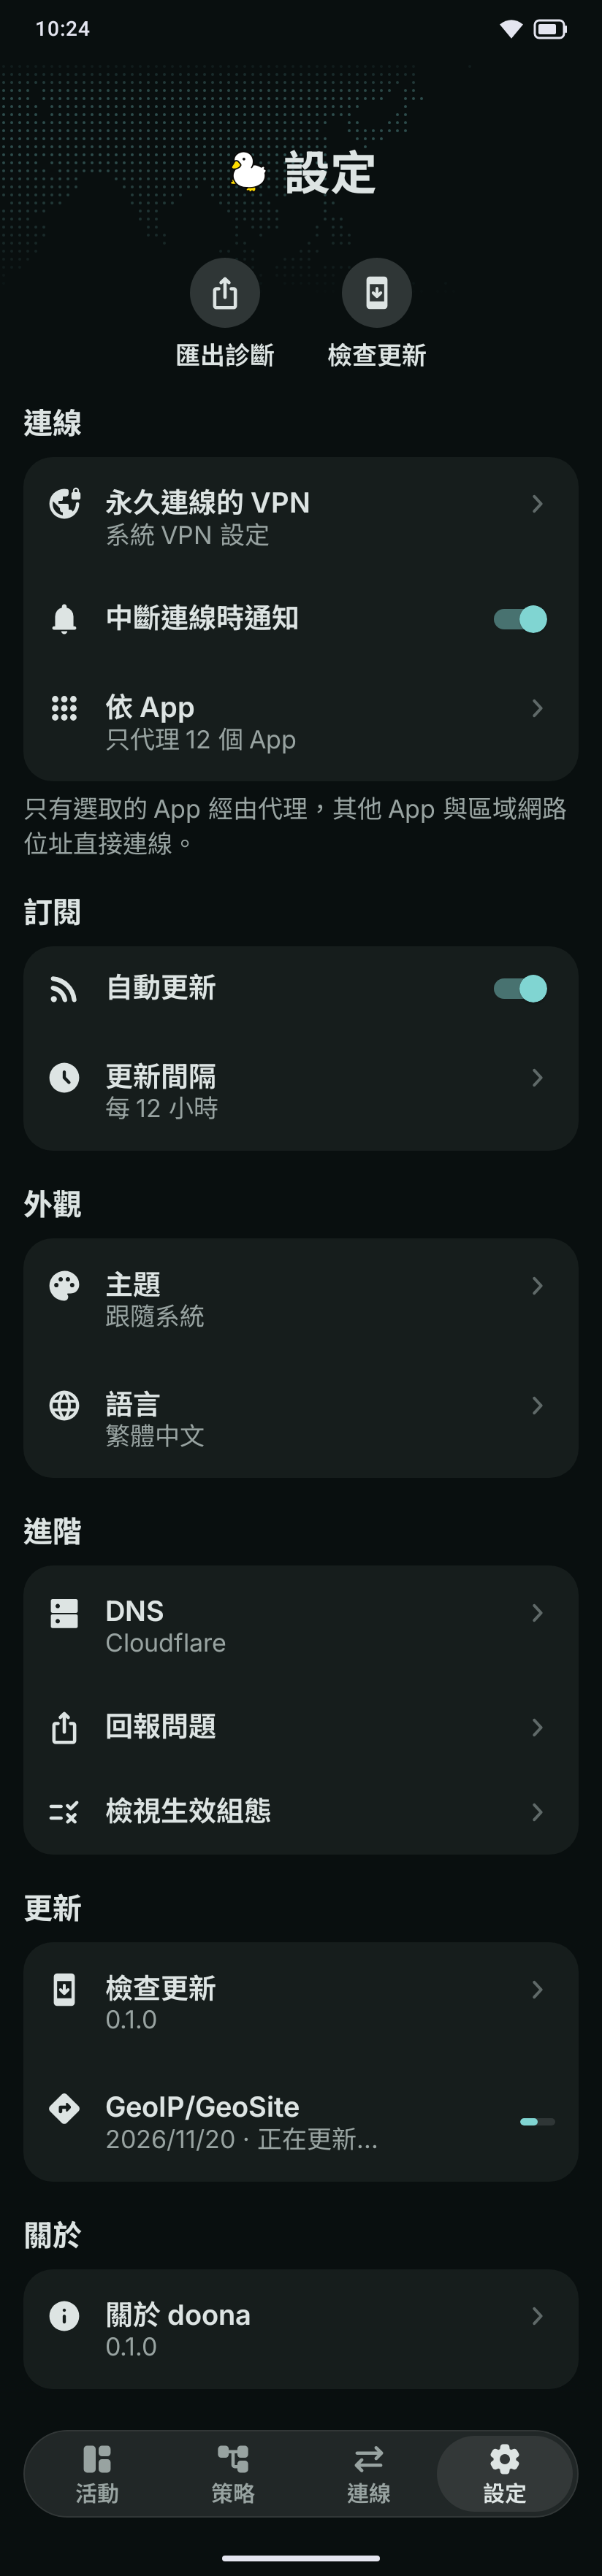 10:24
設定
匯出診斷
檢查更新
連線
永久連線的 VPN
系統 VPN 設定
中斷連線時通知
依 App
只代理 12 個 App
只有選取的 App 經由代理，其他 App 與區域網路
位址直接連線。
訂閱
自動更新
更新間隔
每 12 小時
外觀
主題
跟隨系統
語言
繁體中文
進階
DNS
Cloudflare
回報問題
檢視生效組態
更新
檢查更新
0.1.0
GeoIP/GeoSite
2026/11/20 · 正在更新…
關於
關於 doona
0.1.0
活動
策略
連線
設定